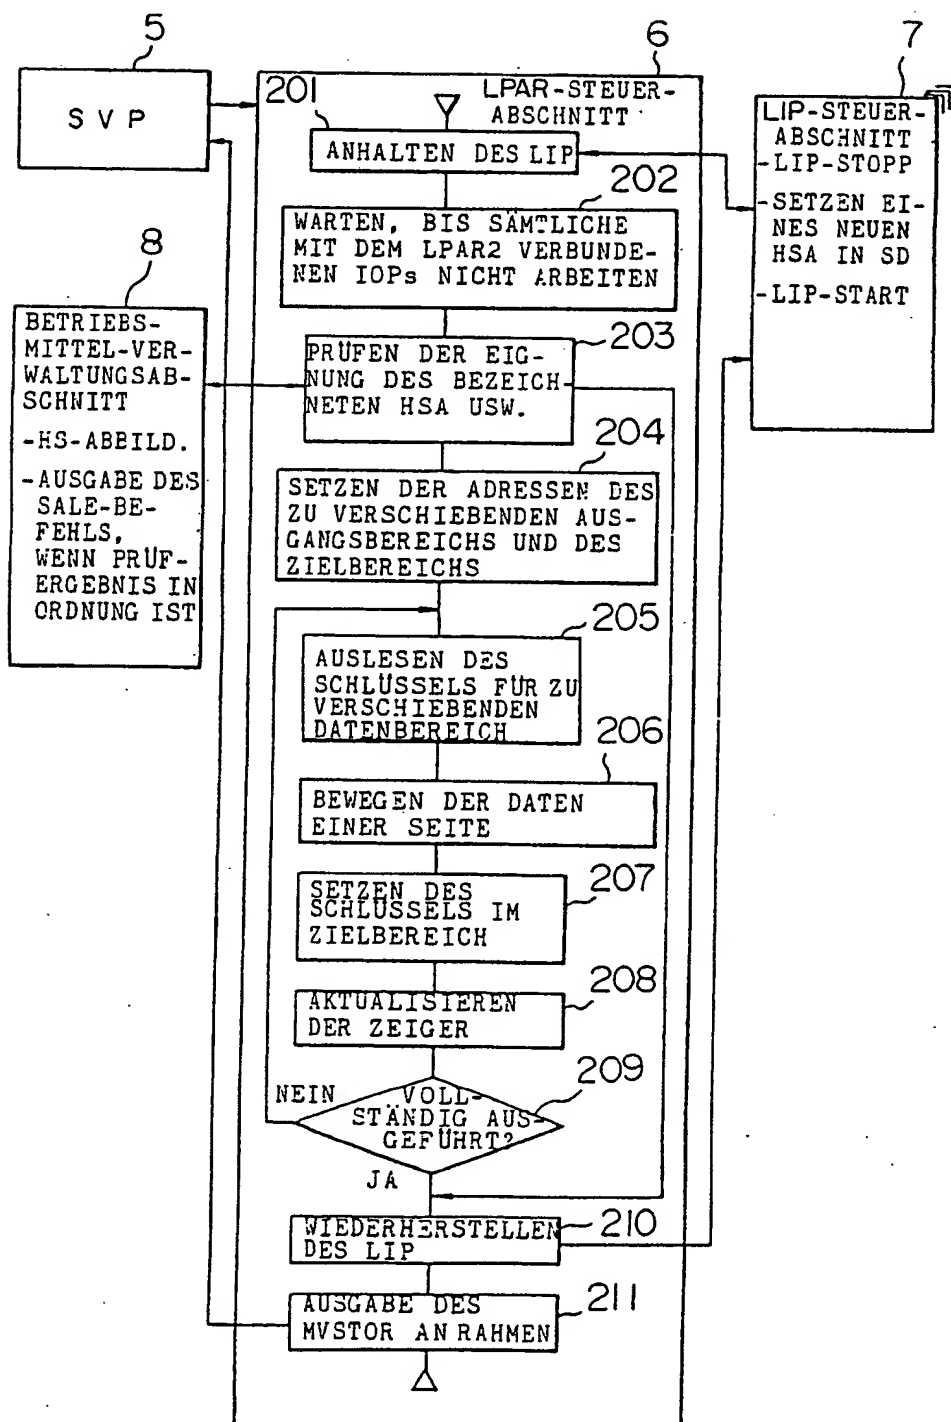 5
SVP
6
LPAR-STEUER-
ABSCHNITT
201
ANHALTEN DES LIP
7
LIP-STEUER-
ABSCHNITT
-LIP-STOPP
-SETZEN EI-
NES NEUEN
HSA IN SD
-LIP-START
202
WARTEN, BIS SÄMTLICHE
MIT DEM LPAR2 VERBUNDE-
NEN IOPs NICHT ARBEITEN
8
BETRIEBS-
MITTEL-VER-
WALTUNGSAB-
SCHNITT
-HS-ABBILD.
-AUSGABE DES
SALE-BE-
FEHLS,
WENN PRÜF-
ERGEBNIS IN
ORDNUNG IST
203
PRÜFEN DER EIG-
NUNG DES BEZEICH-
NETEN HSA USW.
204
SETZEN DER ADRESSEN DES
ZU VERSCHIEBENDEN AUS-
GANGSBEREICHS UND DES
ZIELBEREICHS
205
AUSLESEN DES
SCHLÜSSELS FÜR ZU
VERSCHIEBENDEN
DATENBEREICH
206
BEWEGEN DER DATEN
EINER SEITE
207
SETZEN DES
SCHLÜSSELS IM
ZIELBEREICH
208
AKTUALISIEREN
DER ZEIGER
209
NEIN
VOLL-
STÄNDIG AUS-
GEFÜHRT?
JA
210
WIEDERHERSTELLEN
DES LIP
211
AUSGABE DES
MVSTOR AN RAHMEN